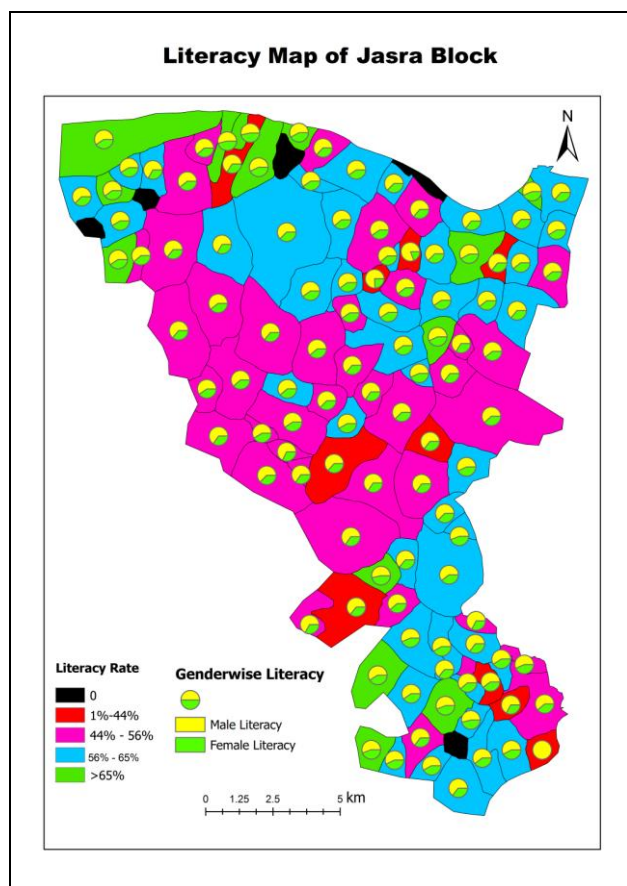 Literacy Map of Jasra Block
N
Literacy Rate
0
1%-44%
44% - 56%
56% - 65%
>65%
Genderwise Literacy
Male Literacy
Female Literacy
0 1.25 2.5 5 km